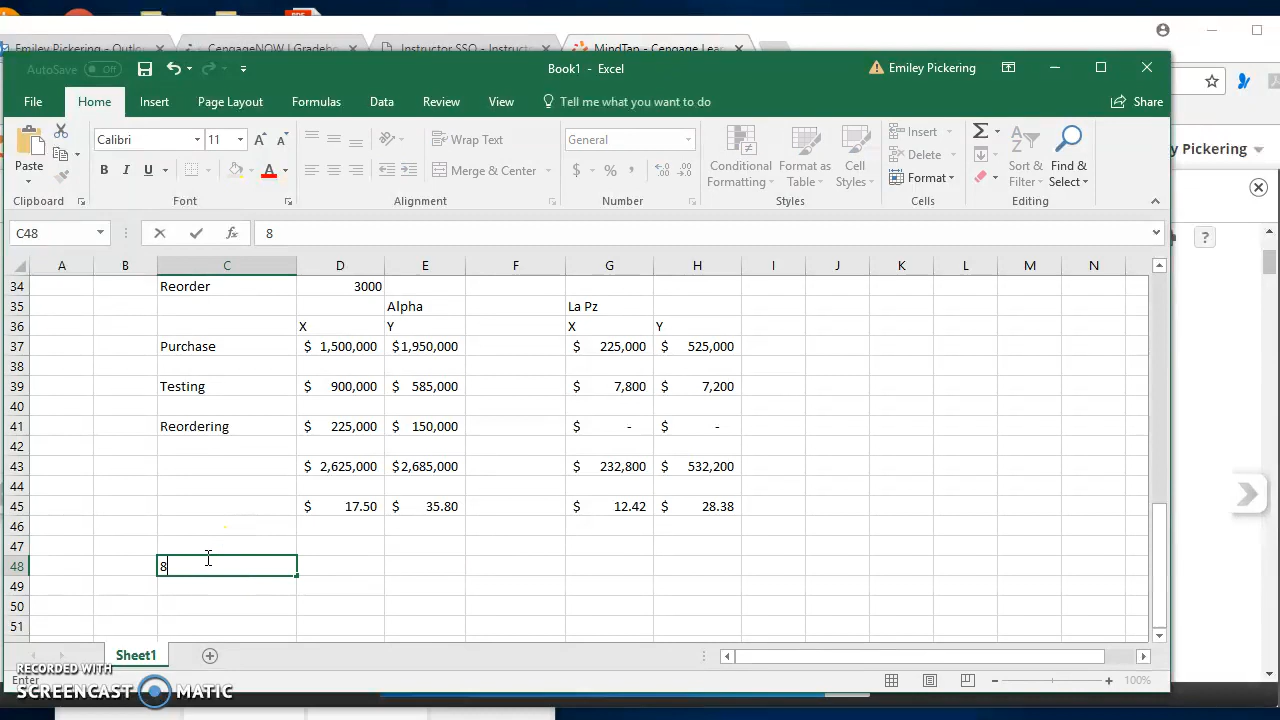 Emiley Pickering - Outlo
CengageNOW | Gradebo
Instructor SSO - Instruct
MindTap - Cengage Lea
AutoSave Off
Book1 - Excel
Emiley Pickering
File Home Insert Page Layout Formulas Data Review View Tell me what you want to do Share
Calibri 11
Wrap Text
General
Insert
Paste
Conditional Formatting
Format as Table
Cell Styles
Delete
Sort & Filter
Find & Select
B I U
Merge & Center
$ % ,
Format
Clipboard Font Alignment Number Styles Cells Editing
y Pickering
?
C48 fx 8
A B C D E F G H I J K L M N
34 Reorder 3000
35 Alpha La Pz
36 X Y X Y
37 Purchase $ 1,500,000 $1,950,000 $ 225,000 $ 525,000
38
39 Testing $ 900,000 $ 585,000 $ 7,800 $ 7,200
40
41 Reordering $ 225,000 $ 150,000 $ - $ -
42
43 $ 2,625,000 $2,685,000 $ 232,800 $ 532,200
44
45 $ 17.50 $ 35.80 $ 12.42 $ 28.38
46
47
48 8
49
50
51
Sheet1
RECORDED WITH
SCREENCAST MATIC
Enter
100%